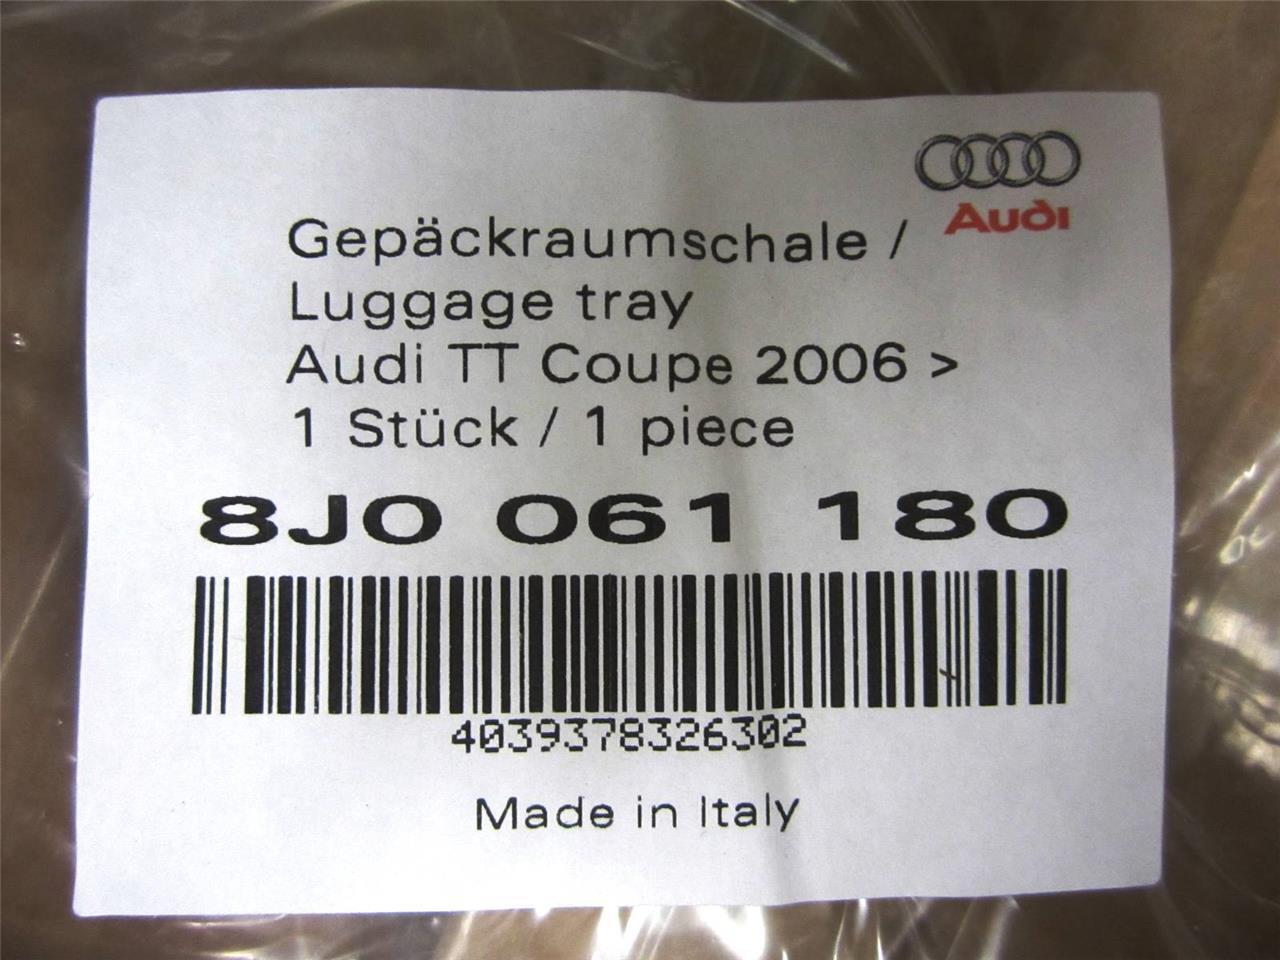 Audi
Gepäckraumschale /
Luggage tray
Audi TT Coupe 2006 >
1 Stück / 1 piece
8J0 061 180
4039378326302
Made in Italy